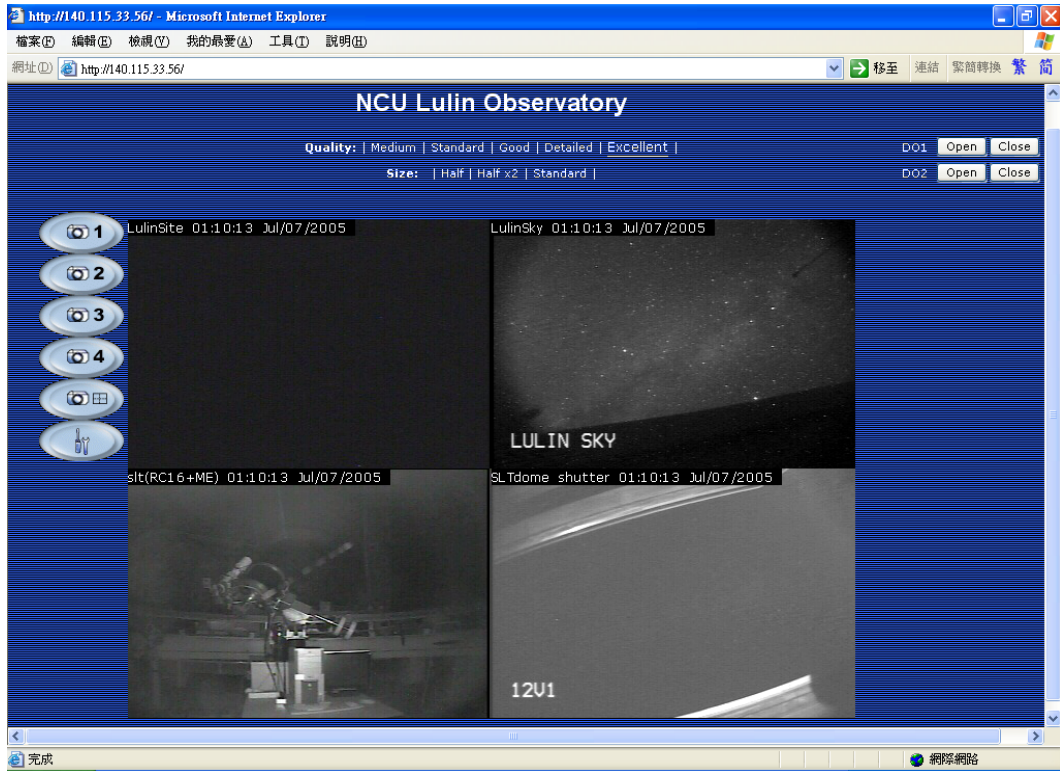 http://140.115.33.56/ - Microsoft Internet Explorer
檔案(F) 編輯(E) 檢視(V) 我的最愛(A) 工具(T) 說明(H)
網址(D) http://140.115.33.56/ 移至 連結 繁簡轉換 繁 简
NCU Lulin Observatory
Quality: | Medium | Standard | Good | Detailed | Excellent | DO1 Open Close
Size: | Half | Half x2 | Standard | DO2 Open Close
1
2
3
4
LulinSite 01:10:13 Jul/07/2005
LulinSky 01:10:13 Jul/07/2005
LULIN SKY
slt(RC16+ME) 01:10:13 Jul/07/2005
SLTdome shutter 01:10:13 Jul/07/2005
12V1
完成 網際網路